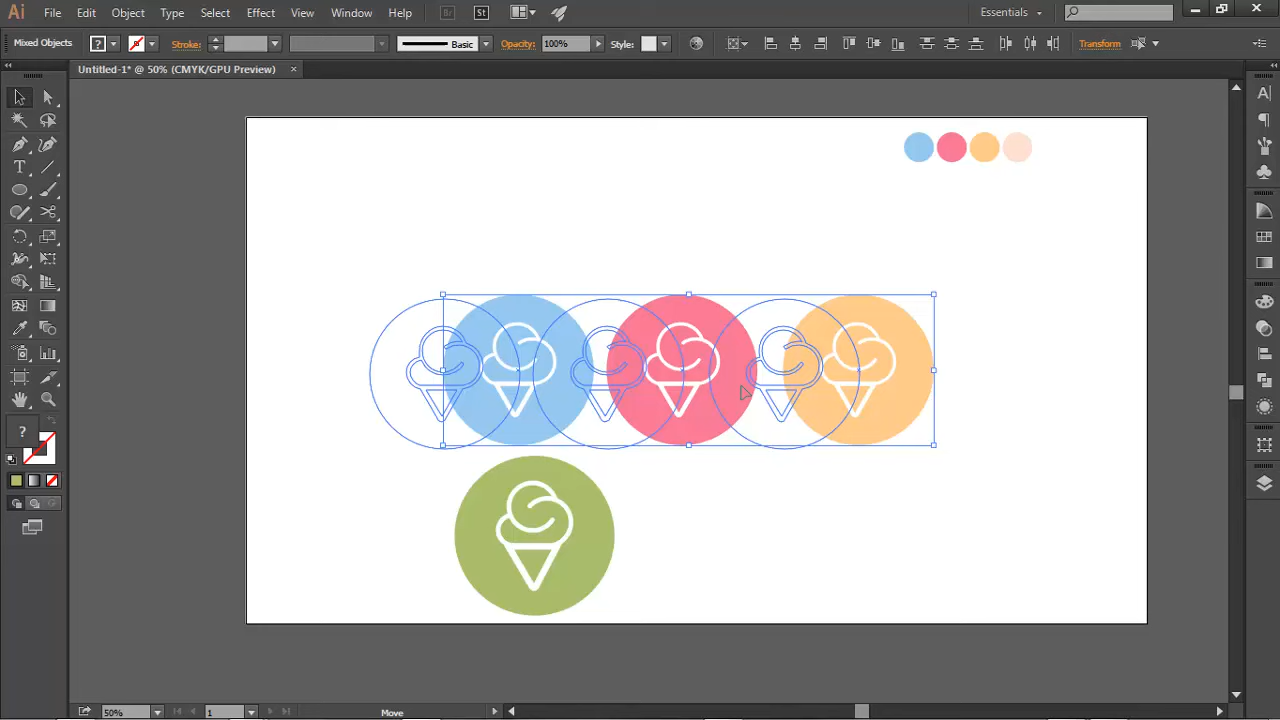 Ai File Edit Object Type Select Effect View Window Help Br St Essentials
Mixed Objects ? Stroke: Basic Opacity: 100% Style: Transform
Untitled-1* @ 50% (CMYK/GPU Preview) ×
T
A
?
50% 1 Move